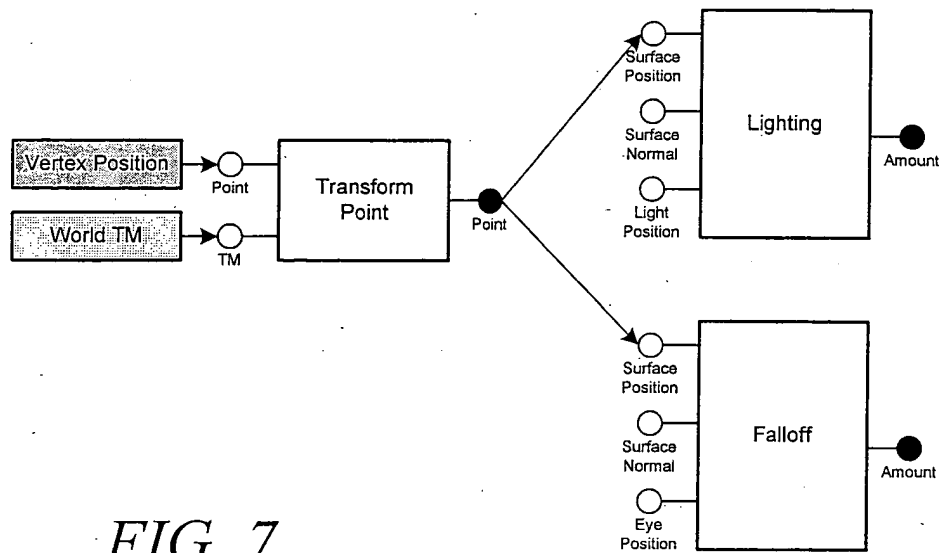 Vertex Position
Point
World TM
TM
Transform
Point
Point
Surface
Position
Surface
Normal
Light
Position
Lighting
Amount
Surface
Position
Surface
Normal
Eye
Position
Falloff
Amount
FIG. 7